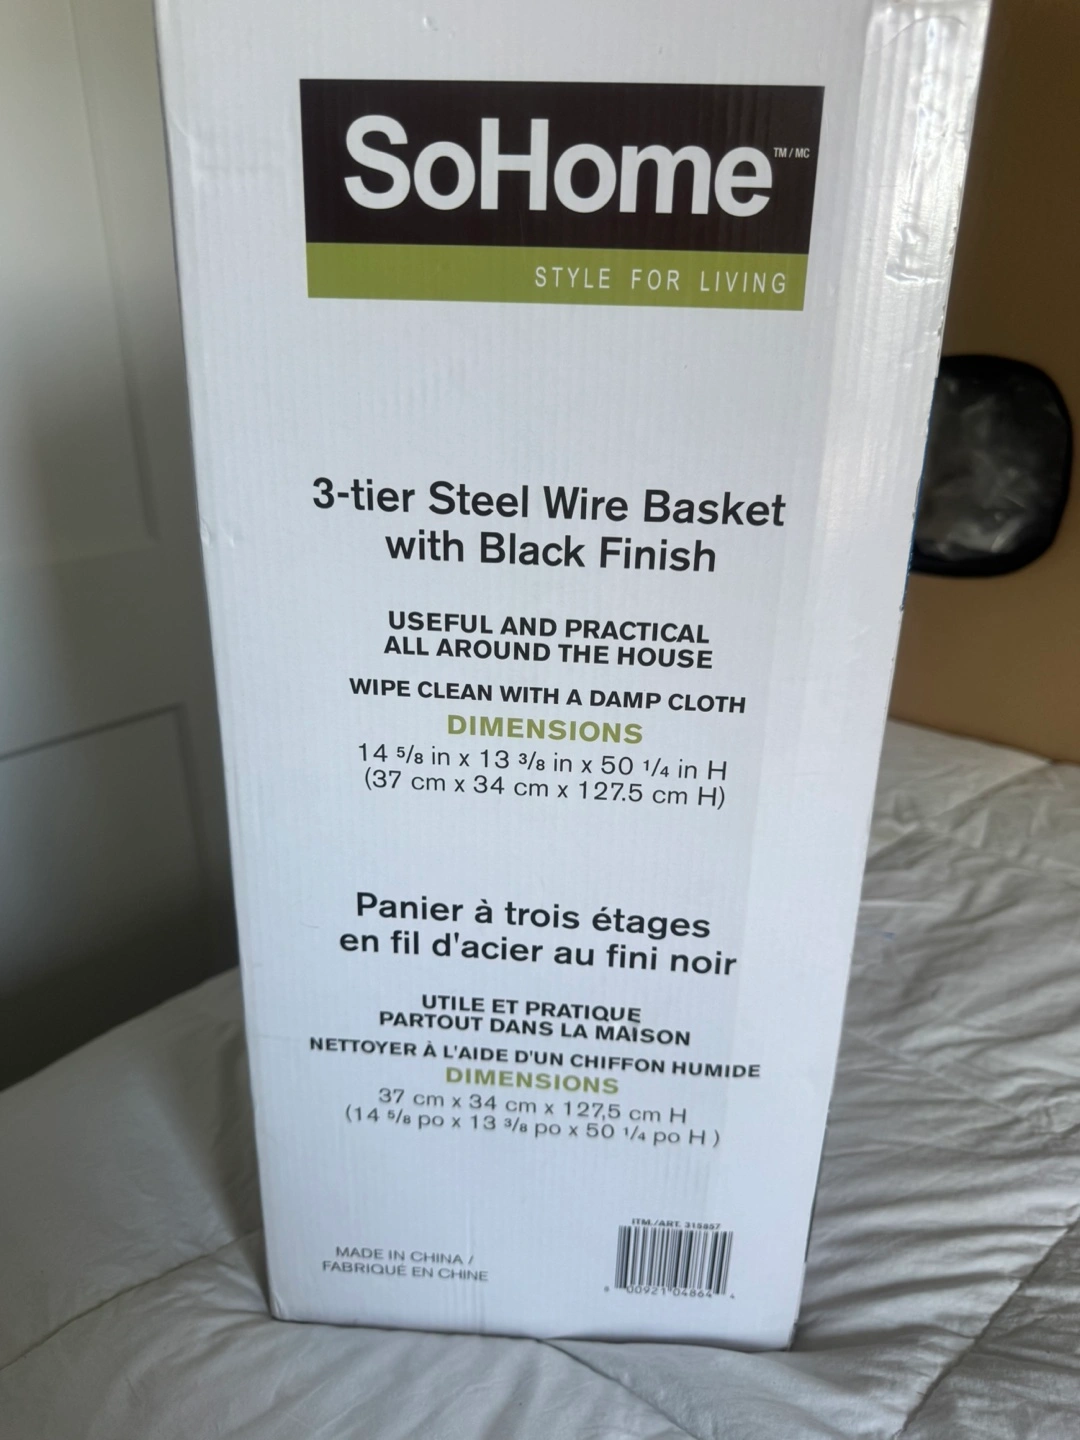 SoHome TM/MC
STYLE FOR LIVING
3-tier Steel Wire Basket
with Black Finish
USEFUL AND PRACTICAL
ALL AROUND THE HOUSE
WIPE CLEAN WITH A DAMP CLOTH
DIMENSIONS
14 5/8 in x 13 3/8 in x 50 1/4 in H
(37 cm x 34 cm x 127.5 cm H)
Panier à trois étages
en fil d'acier au fini noir
UTILE ET PRATIQUE
PARTOUT DANS LA MAISON
NETTOYER À L'AIDE D'UN CHIFFON HUMIDE
DIMENSIONS
37 cm x 34 cm x 127,5 cm H
(14 5/8 po x 13 3/8 po x 50 1/4 po H )
ITM./ART. 315857
MADE IN CHINA /
FABRIQUÉ EN CHINE
00921 04864 4